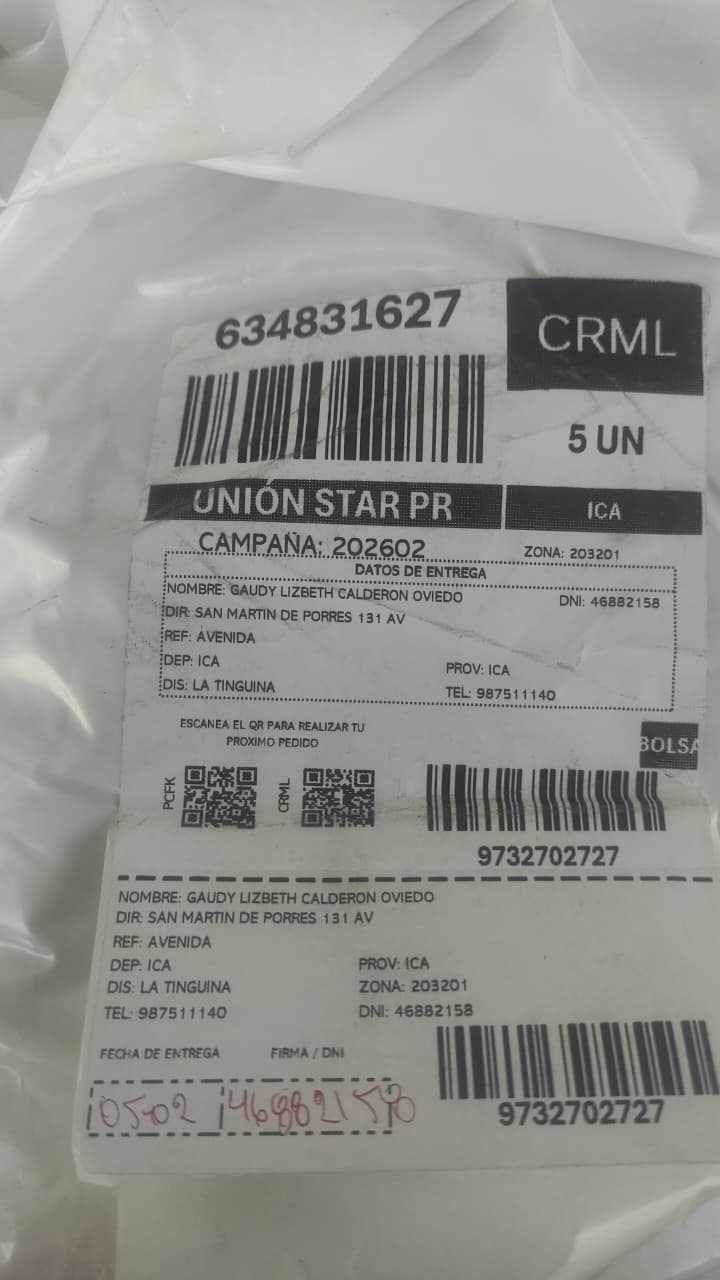 634831627
CRML
5 UN
UNIÓN STAR PR
ICA
CAMPAÑA: 202602
ZONA: 203201
DATOS DE ENTREGA
NOMBRE: GAUDY LIZBETH CALDERON OVIEDO DNI: 46882158
DIR: SAN MARTIN DE PORRES 131 AV
REF: AVENIDA
DEP: ICA PROV: ICA
DIS: LA TINGUINA TEL: 987511140
ESCANEA EL QR PARA REALIZAR TU
PROXIMO PEDIDO
BOLSA
PCFK
CRML
9732702727
NOMBRE: GAUDY LIZBETH CALDERON OVIEDO
DIR: SAN MARTIN DE PORRES 131 AV
REF: AVENIDA
DEP: ICA PROV: ICA
DIS: LA TINGUINA ZONA: 203201
TEL: 987511140 DNI: 46882158
FECHA DE ENTREGA FIRMA / DNI
05-02 46882158
9732702727